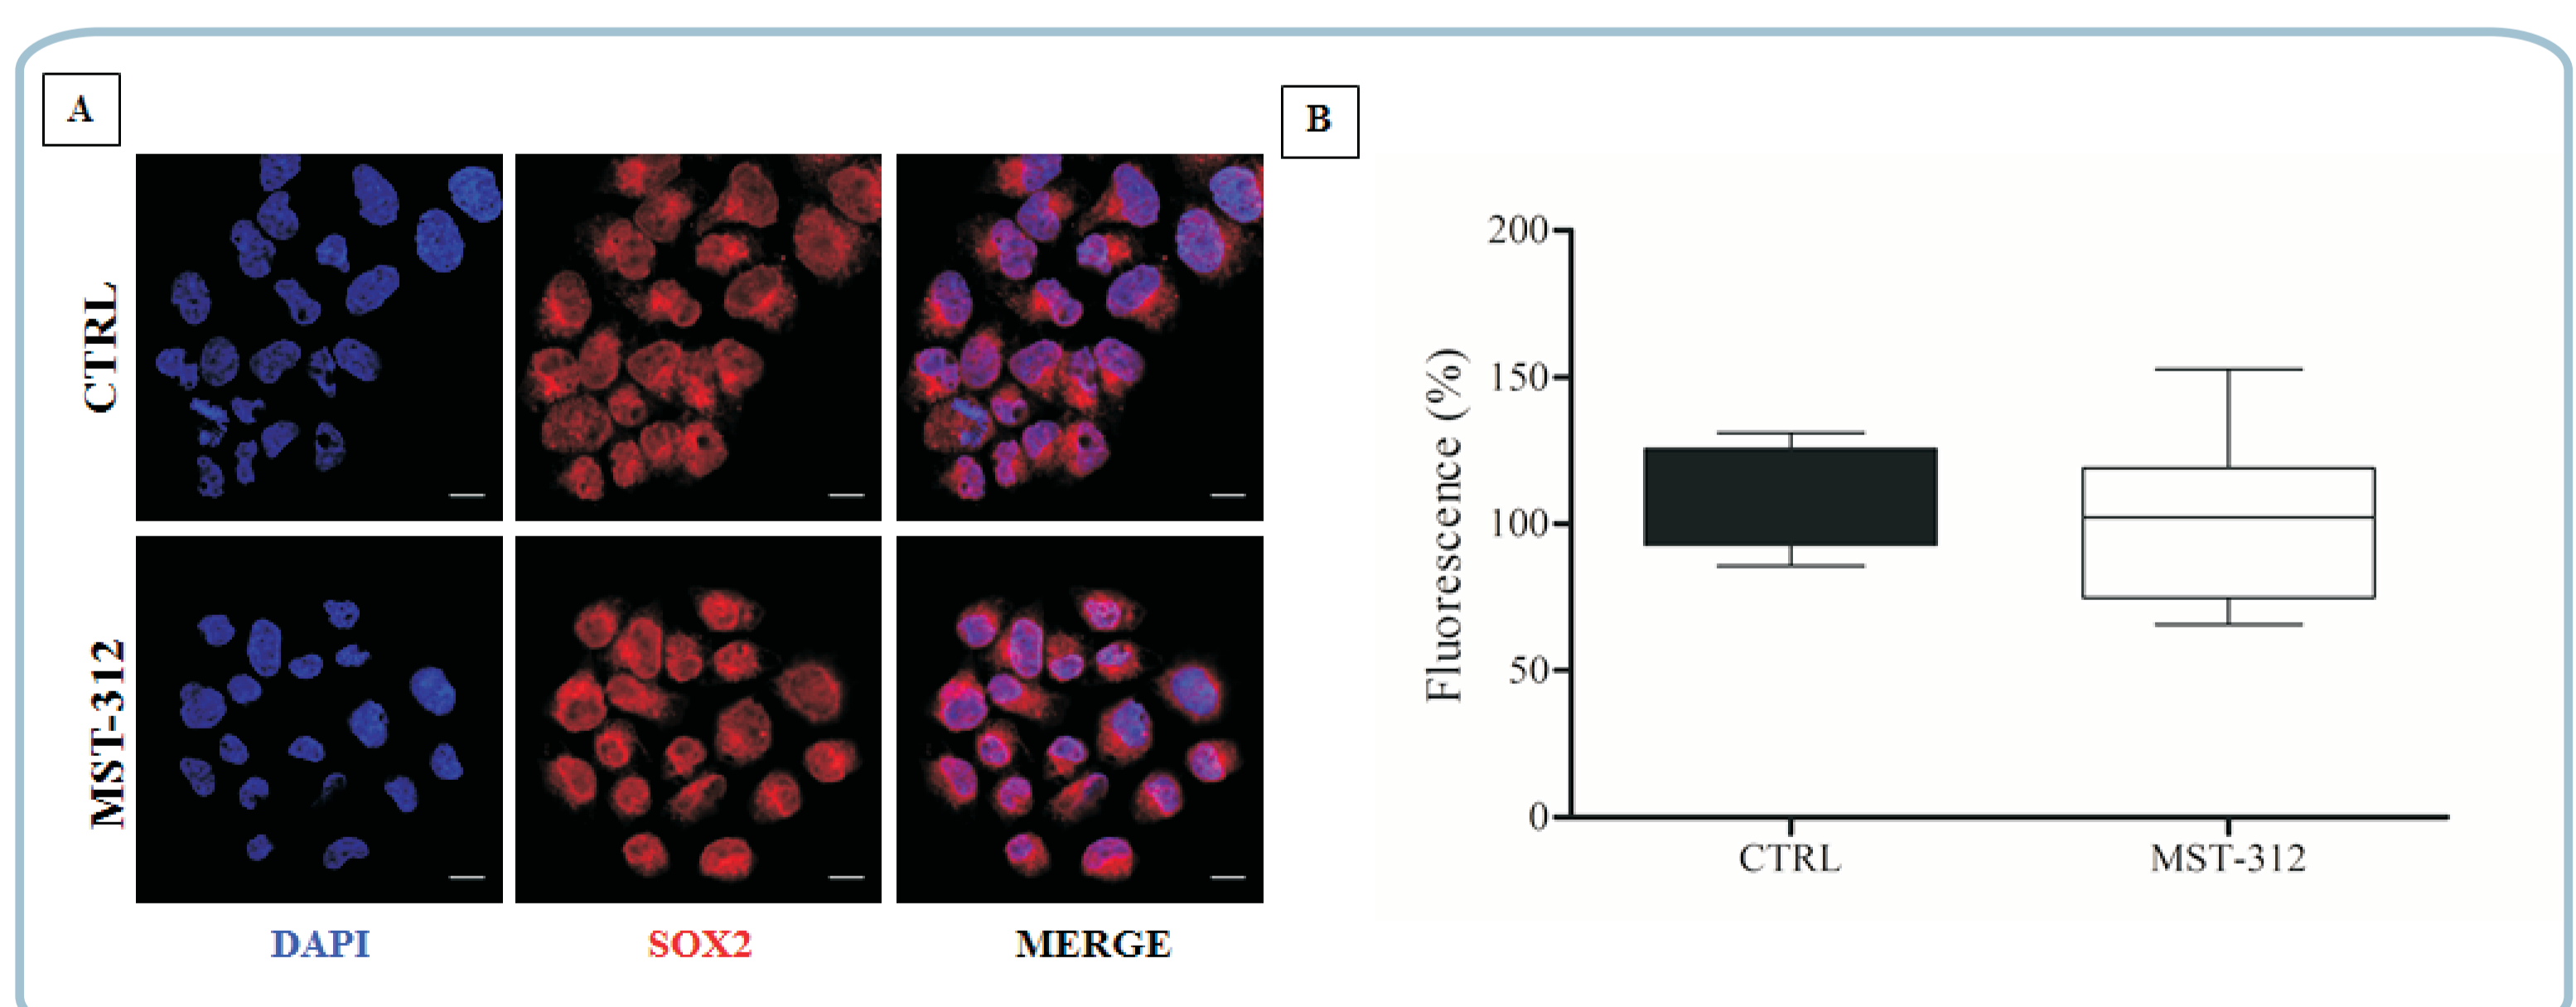 A
B
CTRL
MST-312
DAPI
SOX2
MERGE
Fluorescence (%)
200
150
100
50
0
CTRL
MST-312